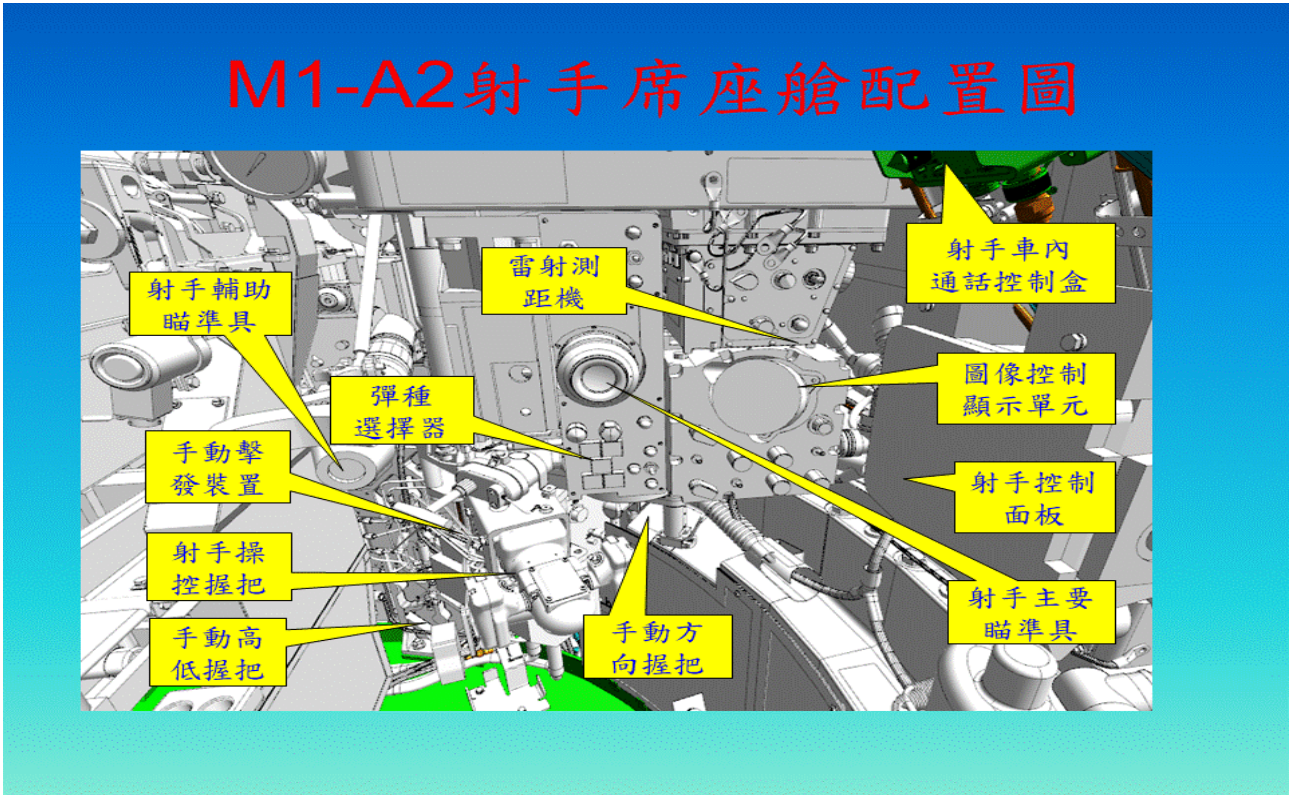 M1-A2射手席座艙配置圖
射手車內
通話控制盒
雷射測
距機
射手輔助
瞄準具
圖像控制
顯示單元
彈種
選擇器
手動擊
發裝置
射手控制
面板
射手操
控握把
射手主要
瞄準具
手動高
低握把
手動方
向握把